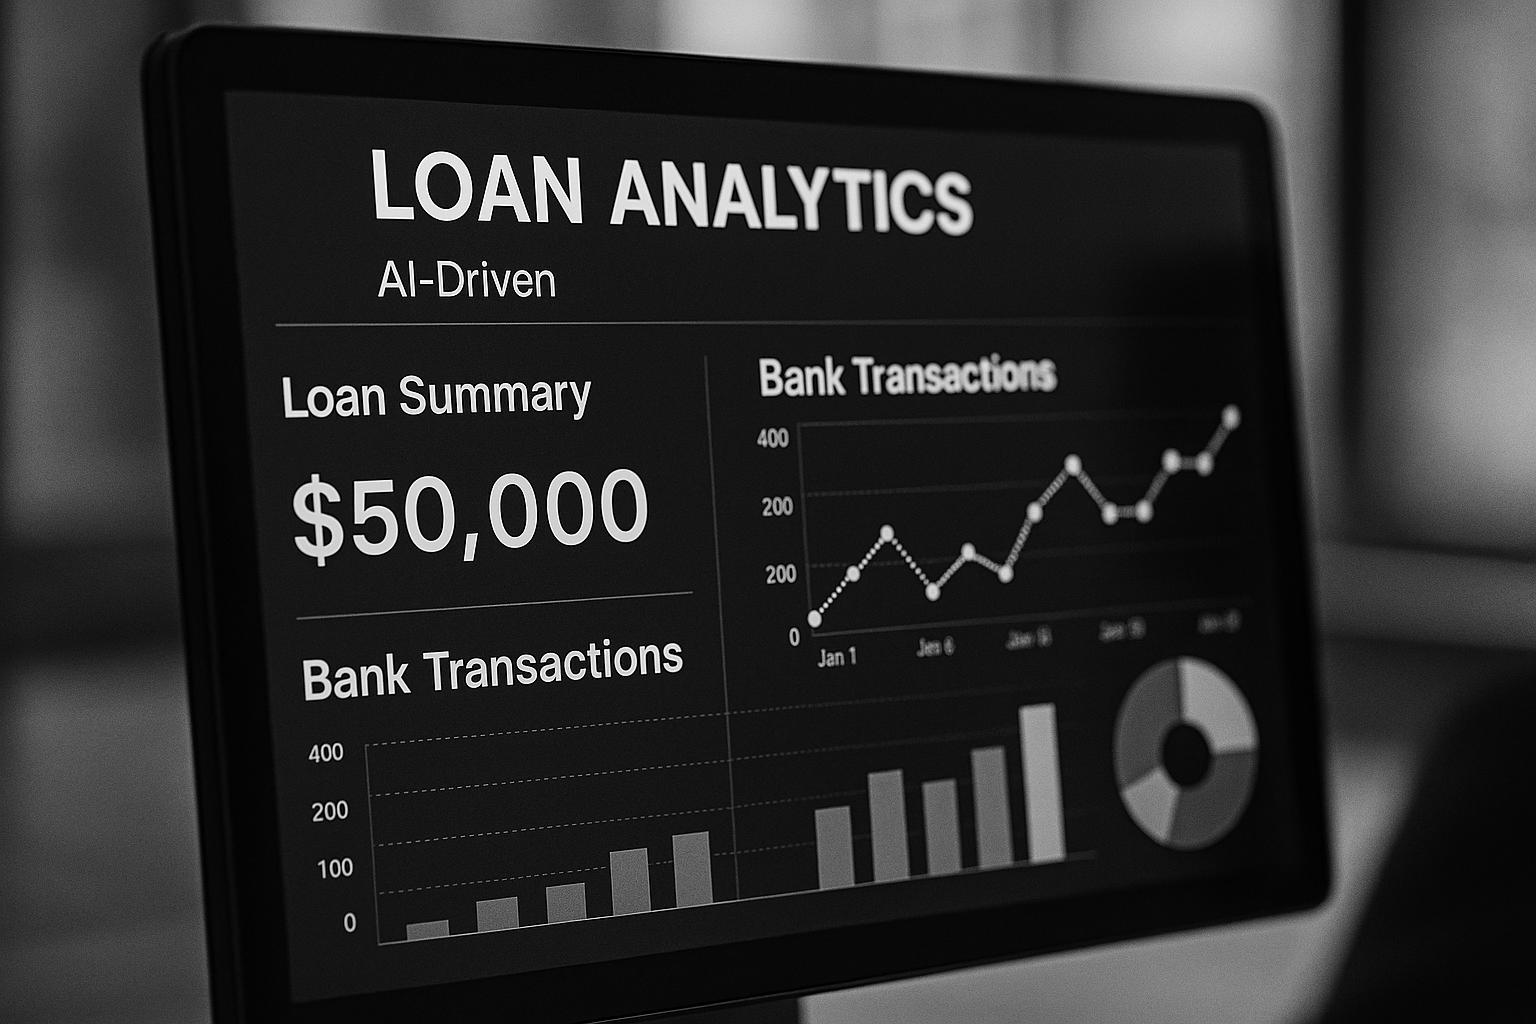 LOAN ANALYTICS
AI-Driven
Loan Summary
$50,000
Bank Transactions
400
200
100
0
Bank Transactions
400
200
200
0
Jan 1